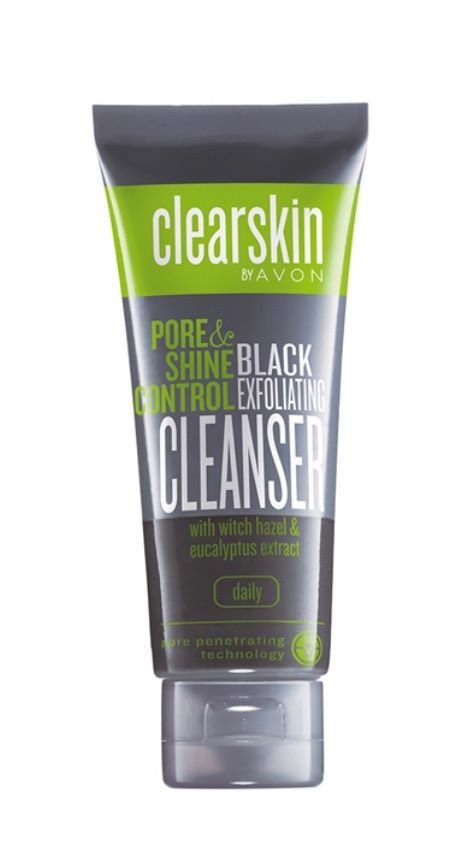 clearskin
BY AVON
PORE & SHINE CONTROL
BLACK EXFOLIATING
CLEANSER
with witch hazel &
eucalyptus extract
daily
pore penetrating
technology